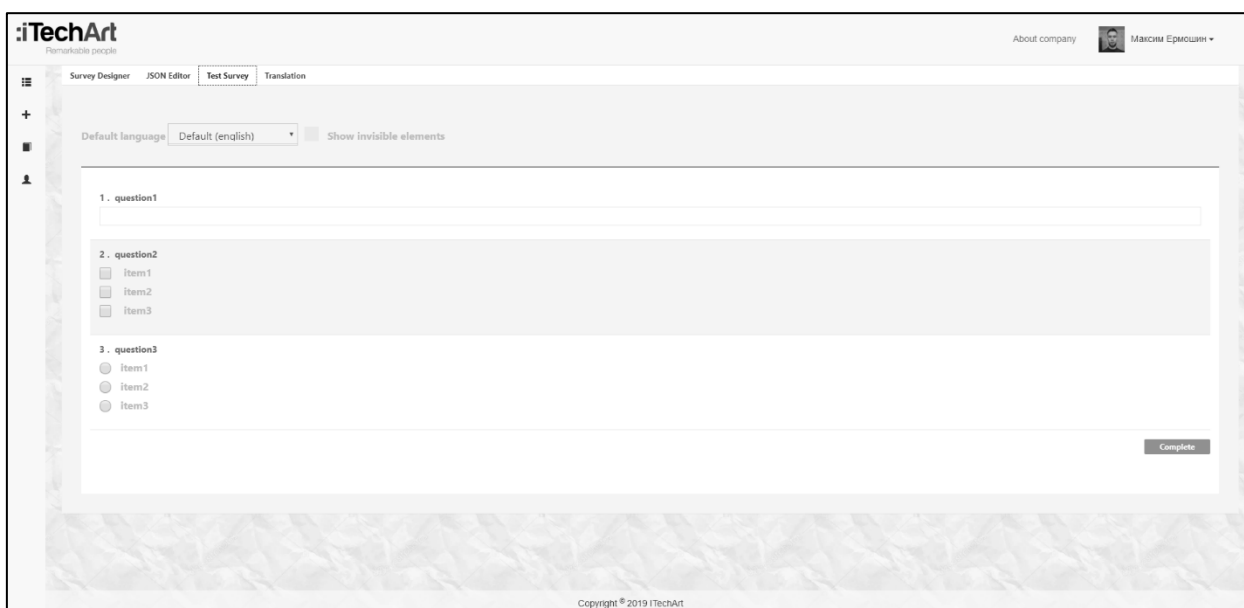 :iTechArt
Remarkable people
About company Максим Ермошин
Survey Designer JSON Editor Test Survey Translation
Default language Default (english) Show invisible elements
1. question1
2. question2
item1
item2
item3
3. question3
item1
item2
item3
Complete
Copyright © 2019 ITechArt